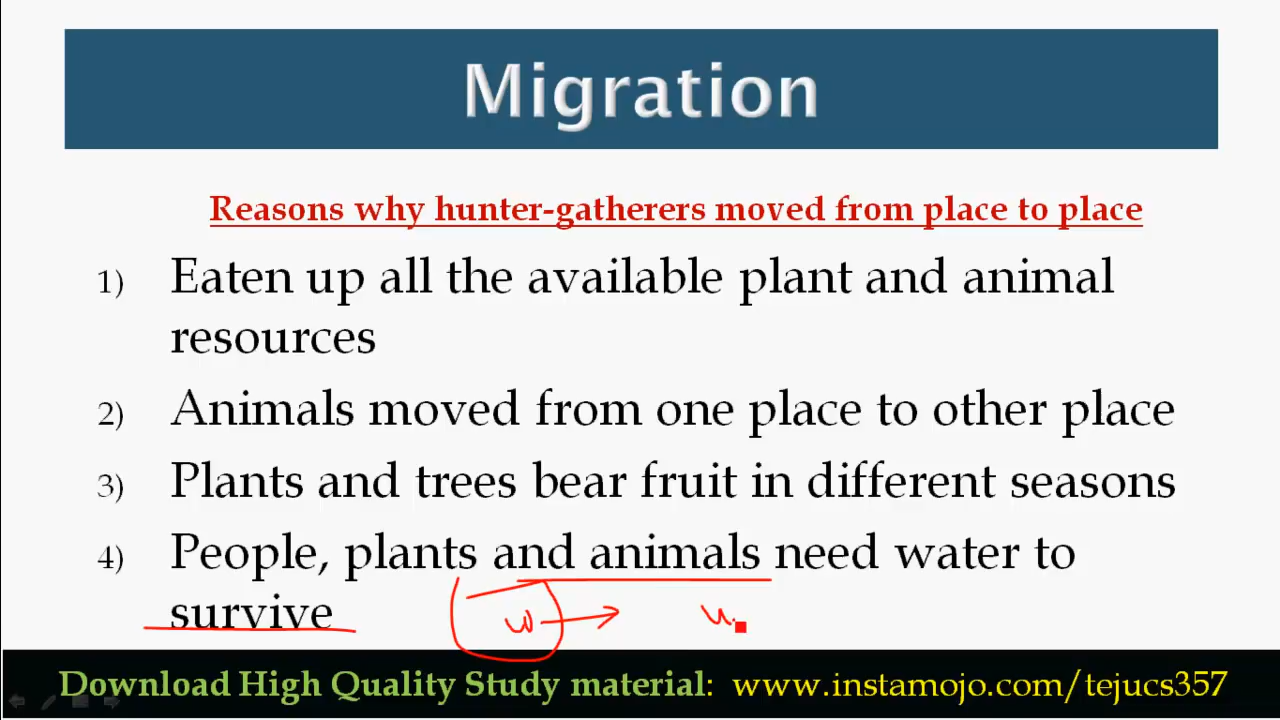 Migration
Reasons why hunter-gatherers moved from place to place
1) Eaten up all the available plant and animal
resources
2) Animals moved from one place to other place
3) Plants and trees bear fruit in different seasons
4) People, plants and animals need water to
survive
w
Download High Quality Study material: www.instamojo.com/tejucs357